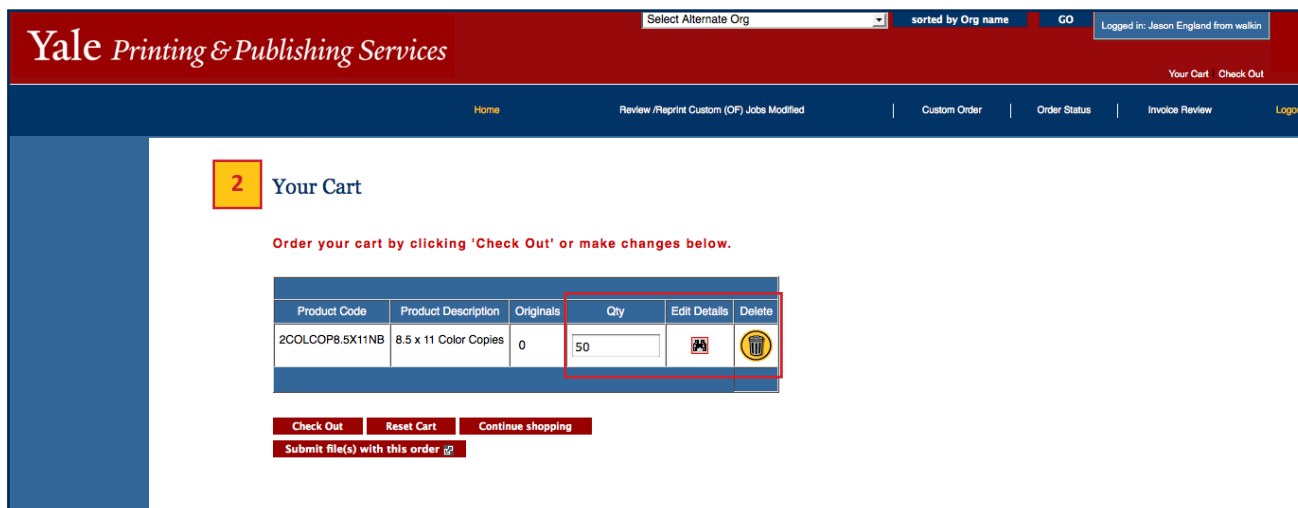 Select Alternate Org sorted by Org name GO Logged in: Jason England from walkin
Yale Printing & Publishing Services
Your Cart Check Out
Home Review /Reprint Custom (OF) Jobs Modified | Custom Order | Order Status | Invoice Review Logou
2 Your Cart
Order your cart by clicking 'Check Out' or make changes below.
Product Code Product Description Originals Qty Edit Details Delete
2COLCOP8.5X11NB 8.5 x 11 Color Copies 0 50
Check Out Reset Cart Continue shopping
Submit file(s) with this order